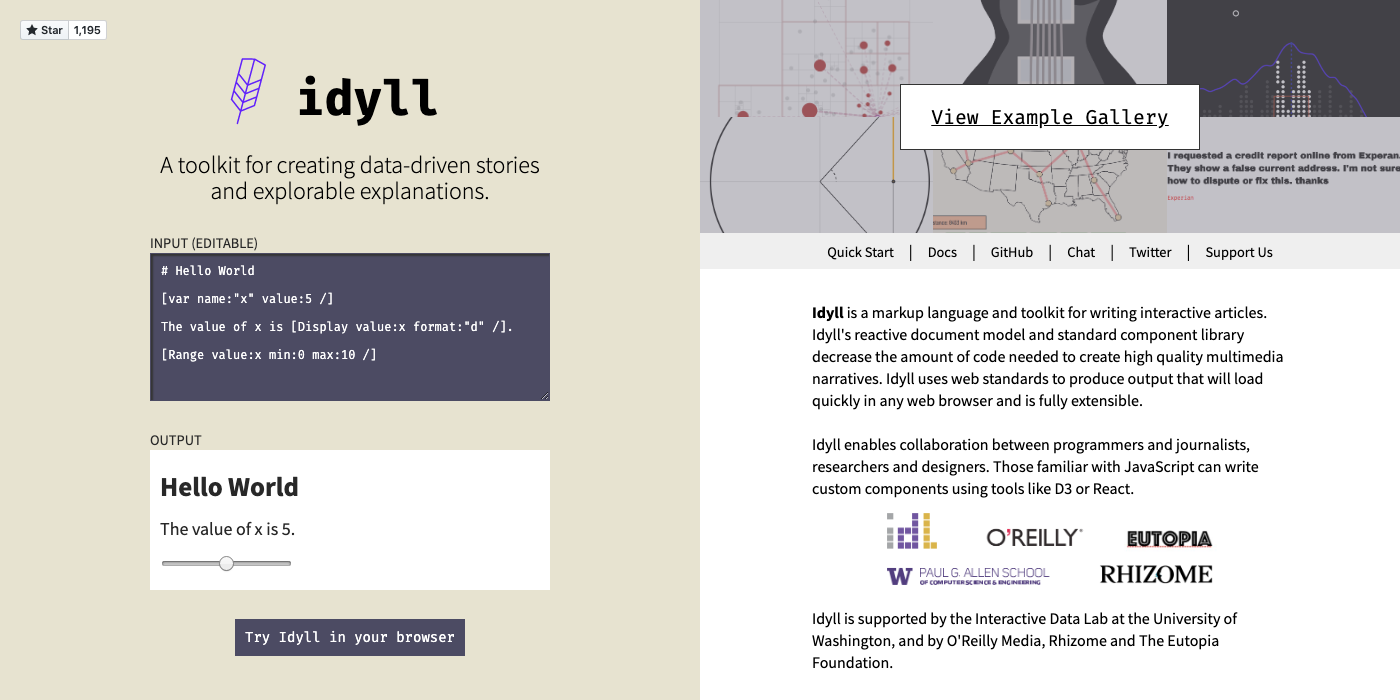 Star 1,195
idyll
A toolkit for creating data-driven stories
and explorable explanations.
INPUT (EDITABLE)
# Hello World
[var name:"x" value:5 /]
The value of x is [Display value:x format:"d" /].
[Range value:x min:0 max:10 /]
OUTPUT
Hello World
The value of x is 5.
Try Idyll in your browser
View Example Gallery
I requested a credit report online from Experan.
They show a false current address. I'm not sure
how to dispute or fix this. thanks
Experian
Quick Start | Docs | GitHub | Chat | Twitter | Support Us
Idyll is a markup language and toolkit for writing interactive articles.
Idyll's reactive document model and standard component library
decrease the amount of code needed to create high quality multimedia
narratives. Idyll uses web standards to produce output that will load
quickly in any web browser and is fully extensible.
Idyll enables collaboration between programmers and journalists,
researchers and designers. Those familiar with JavaScript can write
custom components using tools like D3 or React.
idL O'REILLY® EUTOPIA
W PAUL G. ALLEN SCHOOL
OF COMPUTER SCIENCE & ENGINEERING
RHIZOME
Idyll is supported by the Interactive Data Lab at the University of
Washington, and by O'Reilly Media, Rhizome and The Eutopia
Foundation.